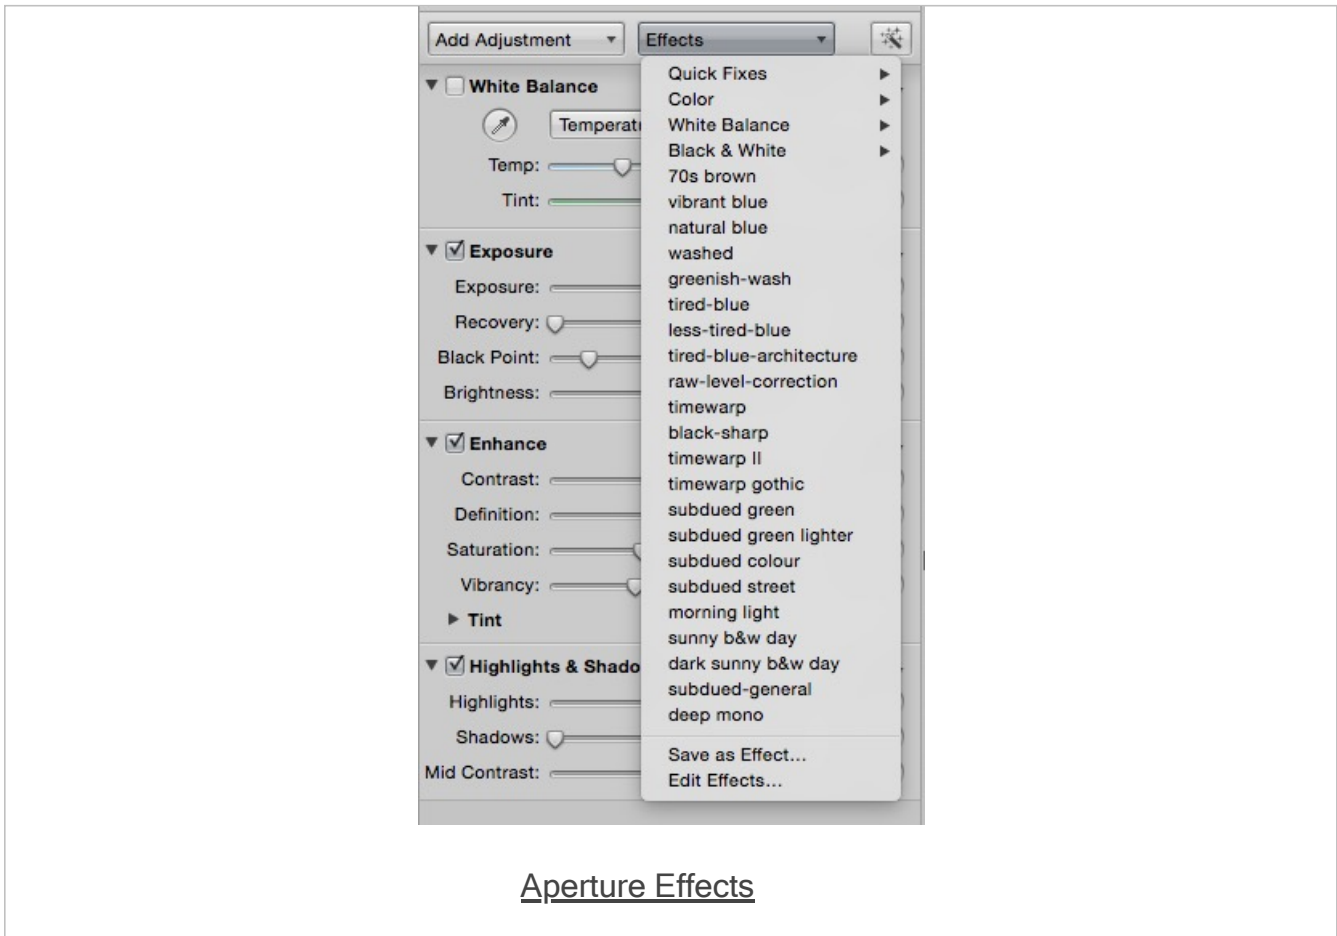 Add Adjustment
Effects
White Balance
Temp:
Tint:
Exposure
Exposure:
Recovery:
Black Point:
Brightness:
Enhance
Contrast:
Definition:
Saturation:
Vibrancy:
Tint
Highlights & Shado
Highlights:
Shadows:
Mid Contrast:
Quick Fixes
Color
White Balance
Black & White
70s brown
vibrant blue
natural blue
washed
greenish-wash
tired-blue
less-tired-blue
tired-blue-architecture
raw-level-correction
timewarp
black-sharp
timewarp II
timewarp gothic
subdued green
subdued green lighter
subdued colour
subdued street
morning light
sunny b&w day
dark sunny b&w day
subdued-general
deep mono
Save as Effect...
Edit Effects...
Aperture Effects